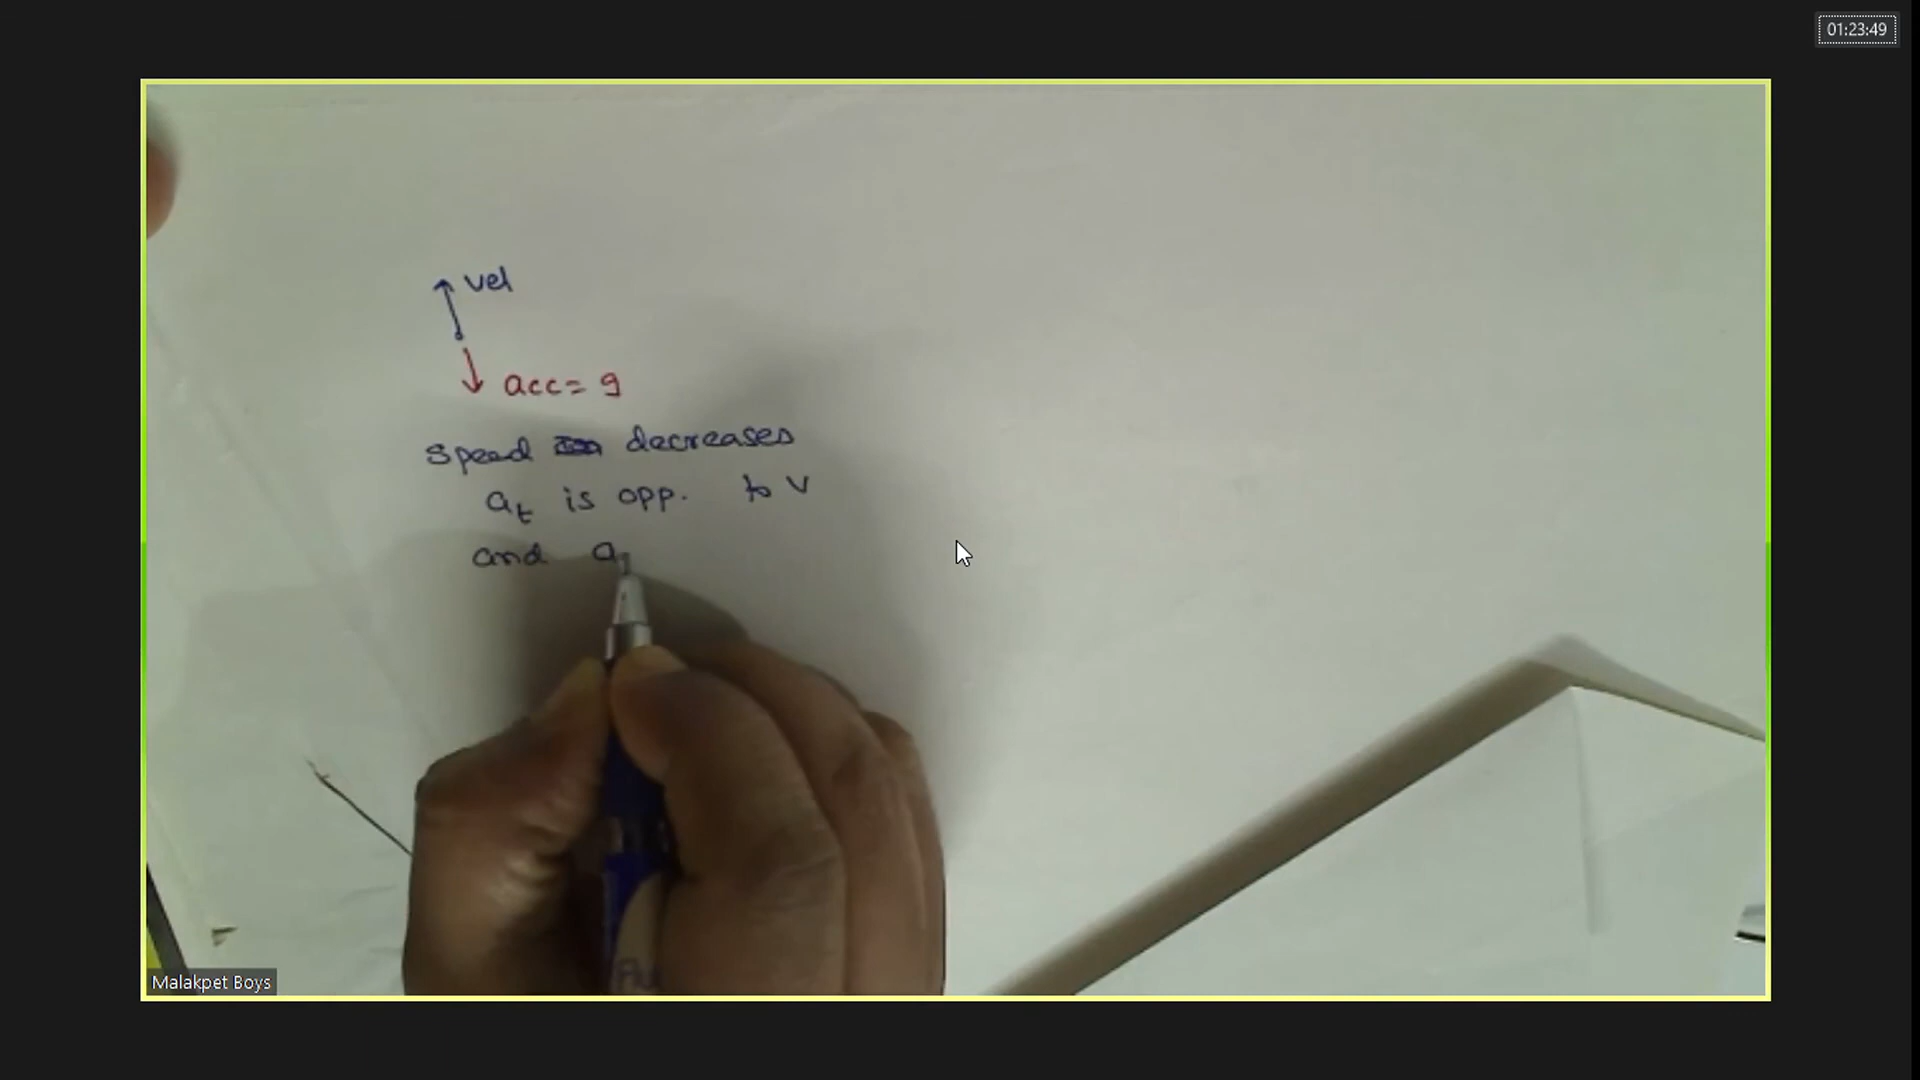 01:23:49
vel
acc = g
speed decreases
at is opp. to v
and a
Malakpet Boys